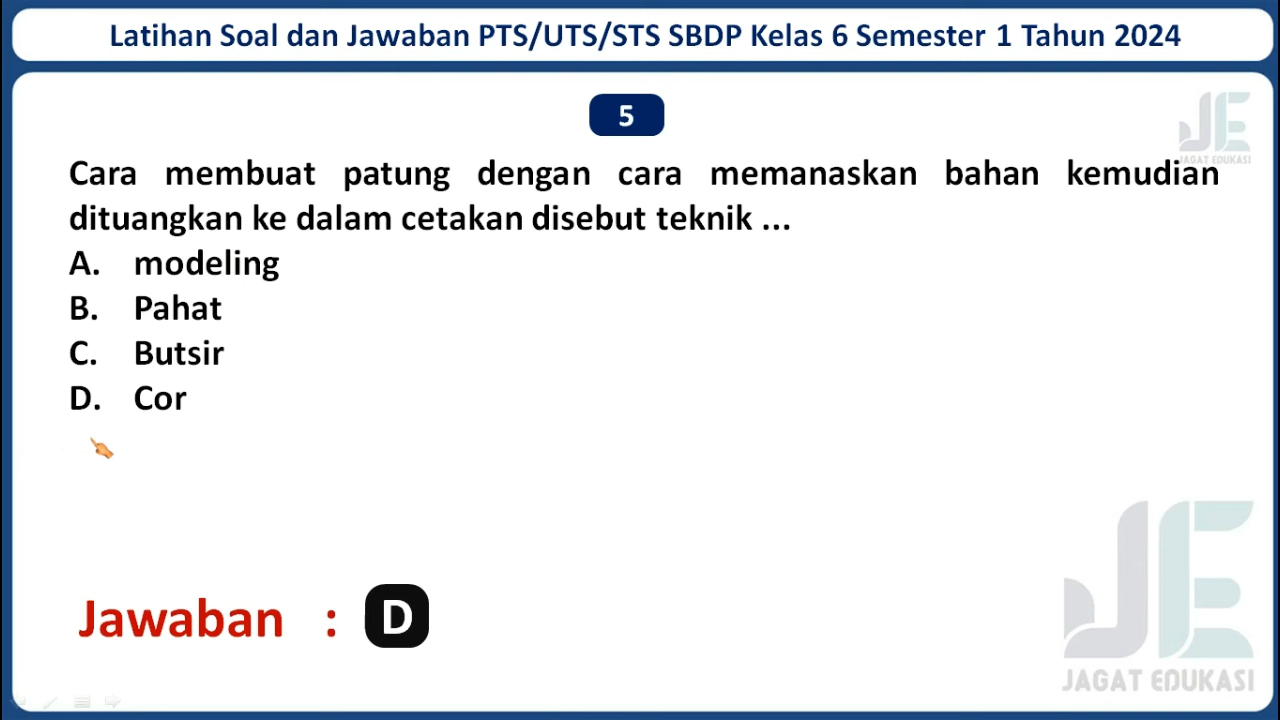 Latihan Soal dan Jawaban PTS/UTS/STS SBDP Kelas 6 Semester 1 Tahun 2024
5
JE
JAGAT EDUKASI
Cara membuat patung dengan cara memanaskan bahan kemudian
dituangkan ke dalam cetakan disebut teknik ...
A. modeling
B. Pahat
C. Butsir
D. Cor
Jawaban : D
JE
JAGAT EDUKASI